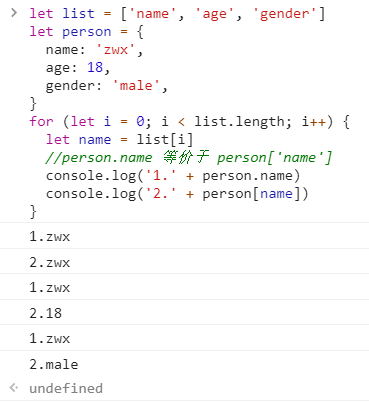 let list = ['name', 'age', 'gender']
let person = {
  name: 'zwx',
  age: 18,
  gender: 'male',
}
for (let i = 0; i < list.length; i++) {
  let name = list[i]
  //person.name 等价于 person['name']
  console.log('1.' + person.name)
  console.log('2.' + person[name])
}
1.zwx
2.zwx
1.zwx
2.18
1.zwx
2.male
undefined